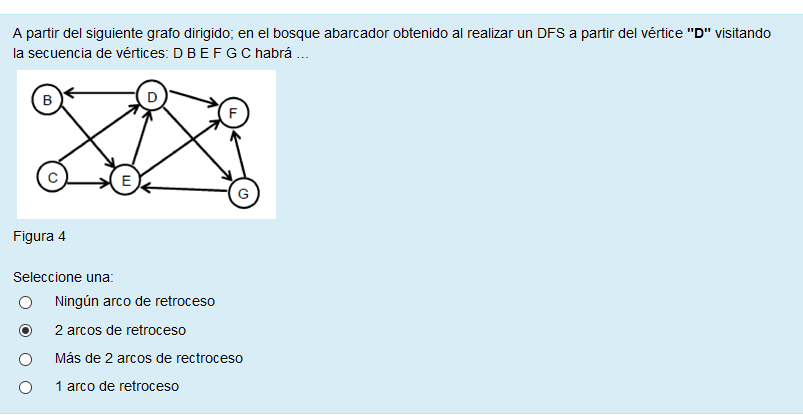 A partir del siguiente grafo dirigido; en el bosque abarcador obtenido al realizar un DFS a partir del vértice "D" visitando
la secuencia de vértices: D B E F G C habrá ...
B
D
F
C
E
G
Figura 4
Seleccione una:
Ningún arco de retroceso
2 arcos de retroceso
Más de 2 arcos de rectroceso
1 arco de retroceso